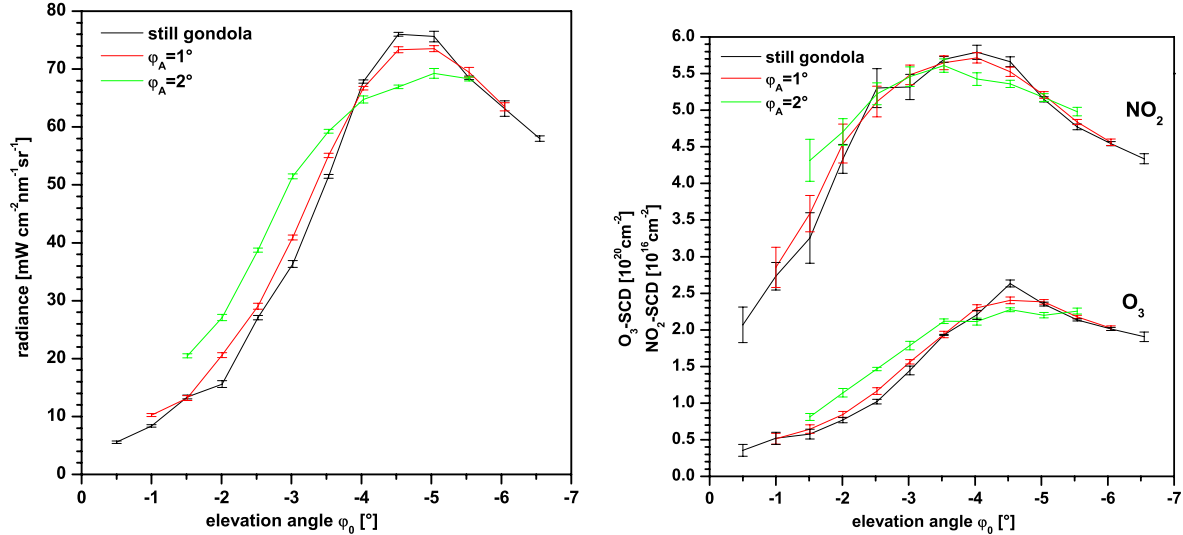 80
70
60
50
40
30
20
10
0
radiance [mW cm⁻²nm⁻¹sr⁻¹]
still gondola
φ_A=1°
φ_A=2°
0 -1 -2 -3 -4 -5 -6 -7
elevation angle φ₀ [°]
6.0
5.5
5.0
4.5
4.0
3.5
3.0
2.5
2.0
1.5
1.0
0.5
0.0
O₃-SCD [10²⁰cm⁻²]
NO₂-SCD [10¹⁶cm⁻²]
still gondola
φ_A=1°
φ_A=2°
NO₂
O₃
0 -1 -2 -3 -4 -5 -6 -7
elevation angle φ₀ [°]